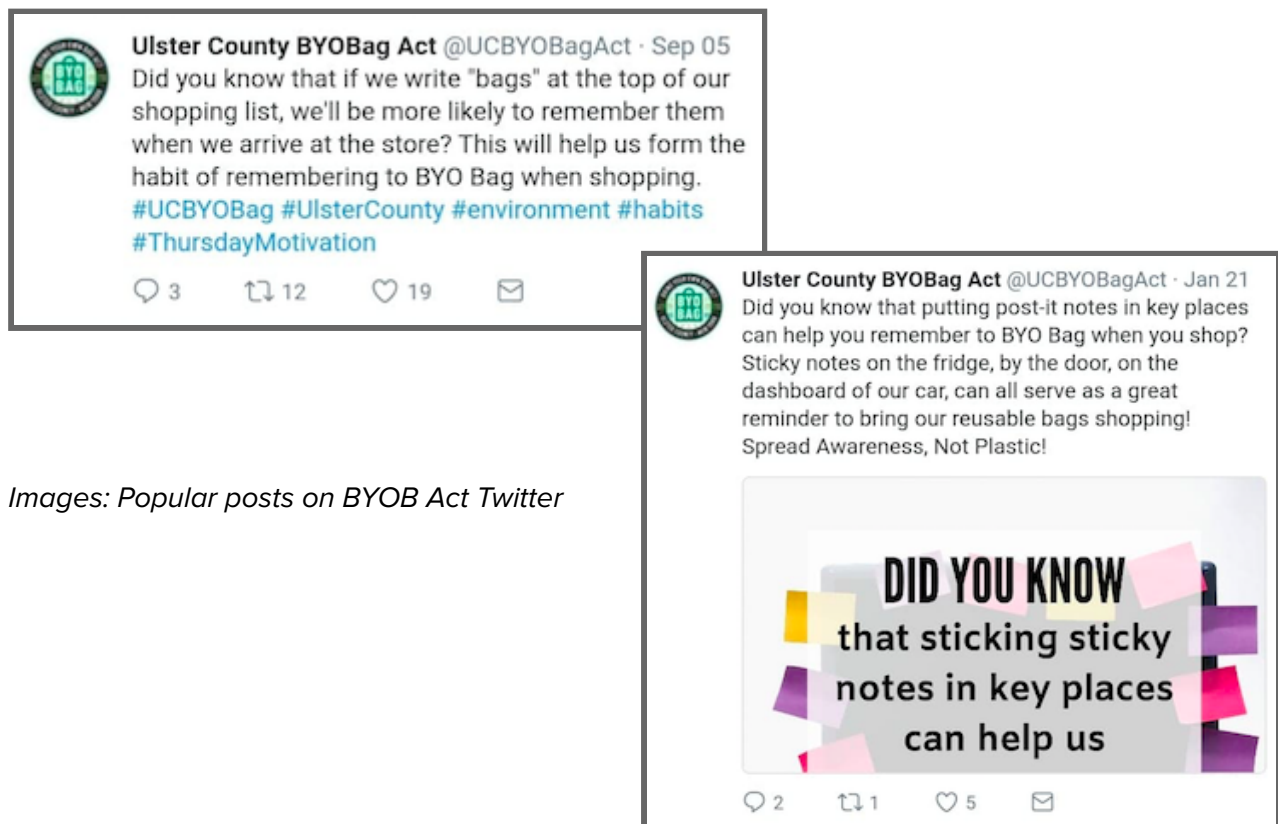 Ulster County BYOBag Act @UCBYOBagAct · Sep 05
Did you know that if we write "bags" at the top of our
shopping list, we'll be more likely to remember them
when we arrive at the store? This will help us form the
habit of remembering to BYO Bag when shopping.
#UCBYOBag #UlsterCounty #environment #habits
#ThursdayMotivation
3 12 19
BYO
BAG
Ulster County BYOBag Act @UCBYOBagAct · Jan 21
Did you know that putting post-it notes in key places
can help you remember to BYO Bag when you shop?
Sticky notes on the fridge, by the door, on the
dashboard of our car, can all serve as a great
reminder to bring our reusable bags shopping!
Spread Awareness, Not Plastic!
BYO
BAG
DID YOU KNOW
that sticking sticky
notes in key places
can help us
2 1 5
Images: Popular posts on BYOB Act Twitter